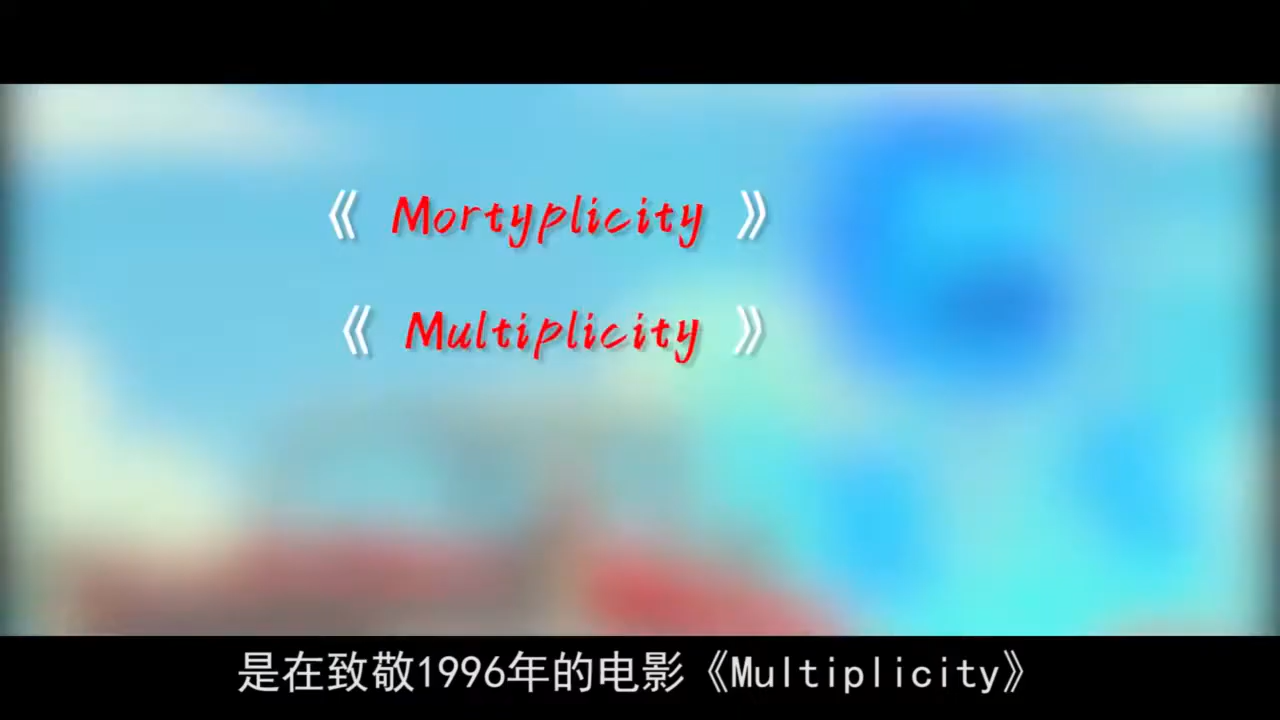 《 Mortyplicity 》
《 Multiplicity 》
是在致敬1996年的电影《Multiplicity》